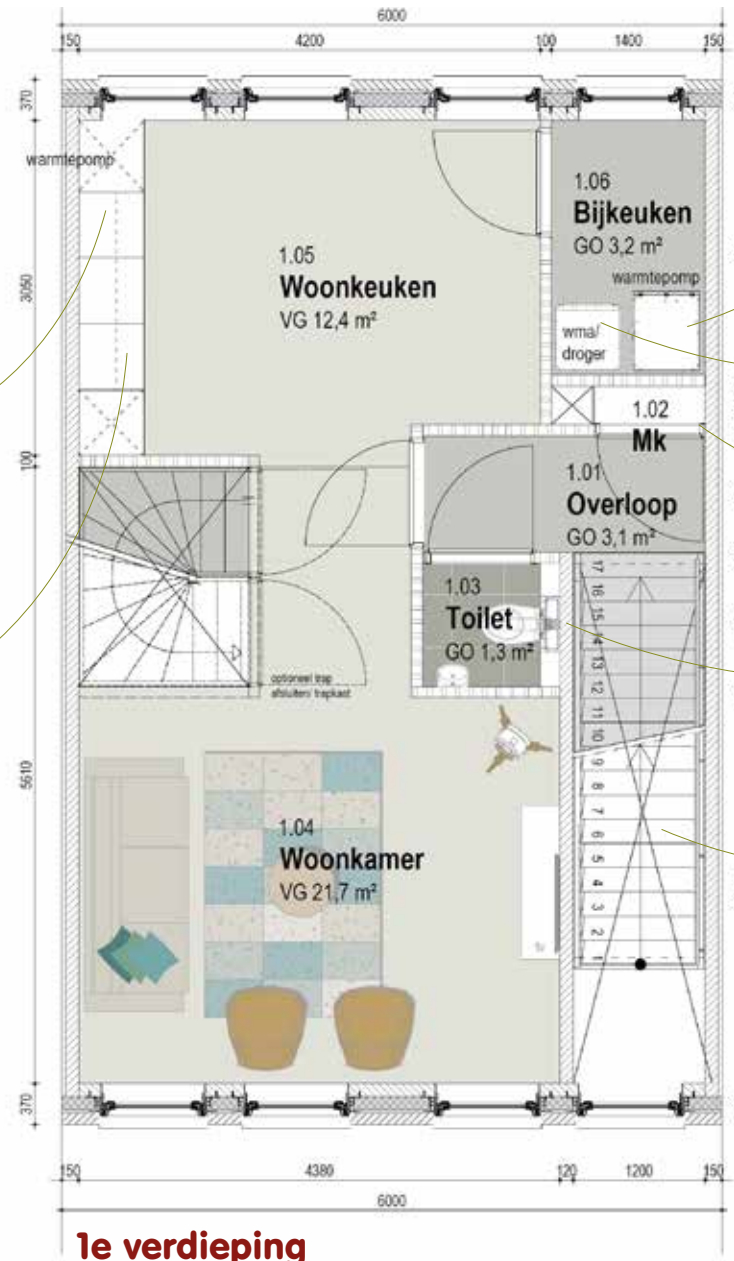 6000
150 4200 100 1400 150
370
warmtepomp
1.06
Bijkeuken
GO 3,2 m²
1.05
Woonkeuken
VG 12,4 m²
warmtepomp
3060
wma/
droger
1.02
Mk
100
1.01
Overloop
GO 3,1 m²
1.03
Toilet
GO 1,3 m²
17
16
15
14
13
12
11
10
9
8
7
6
5
4
3
2
1
optioneel trap
afsluiten/ trapkast
5610
1.04
Woonkamer
VG 21,7 m²
tv
370
150 4380 120 1200 150
6000
1e verdieping